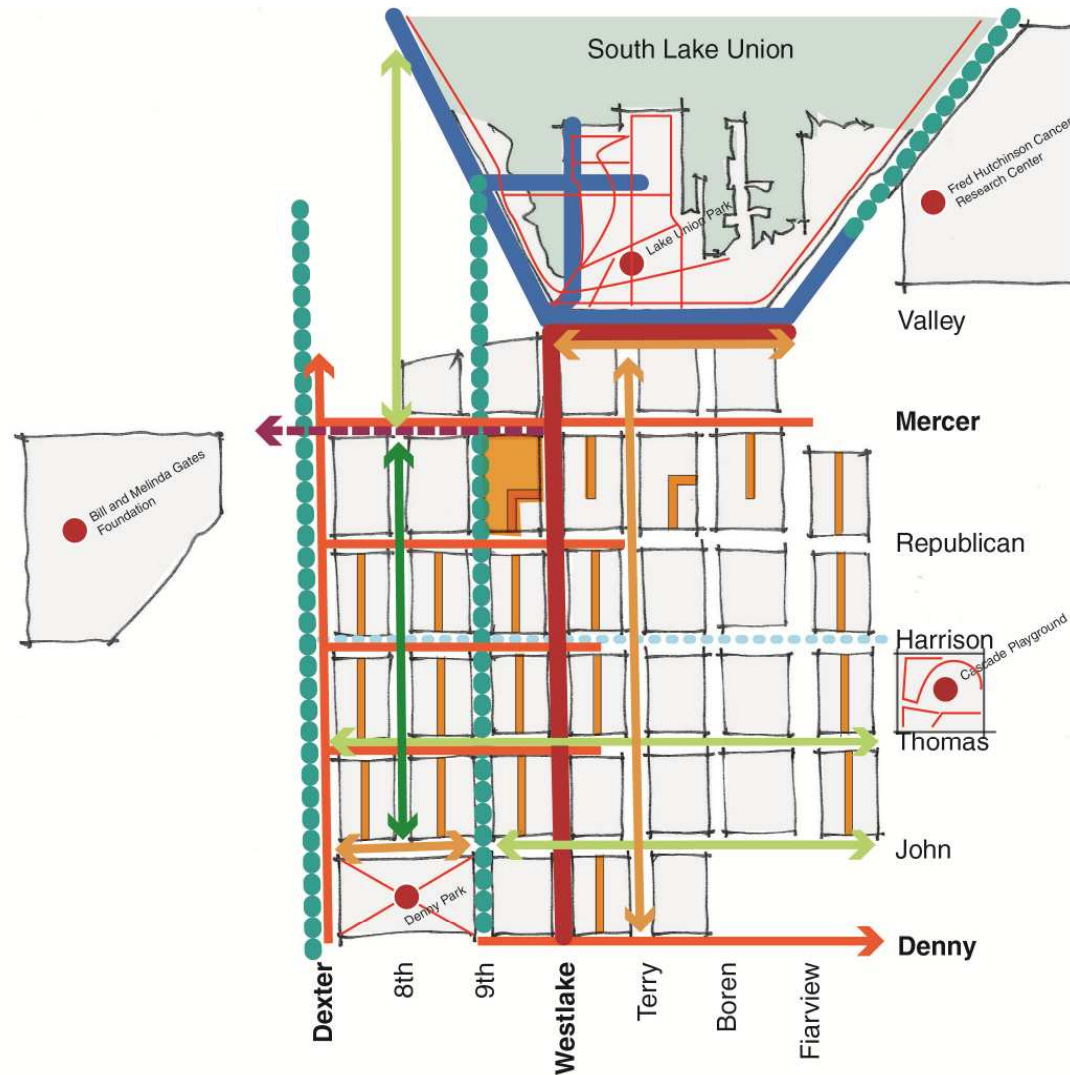 South Lake Union
Fred Hutchinson Cancer
Research Center
Lake Union Park
Valley
Mercer
Bill and Melinda Gates
Foundation
Republican
Harrison
Cascade Playground
Thomas
John
Denny Park
Denny
Dexter
8th
9th
Westlake
Terry
Boren
Fiarview